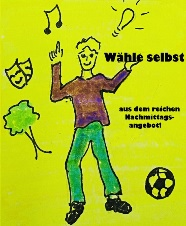 Wähle selbst
aus dem reichen
Nachmittags-
angebot!